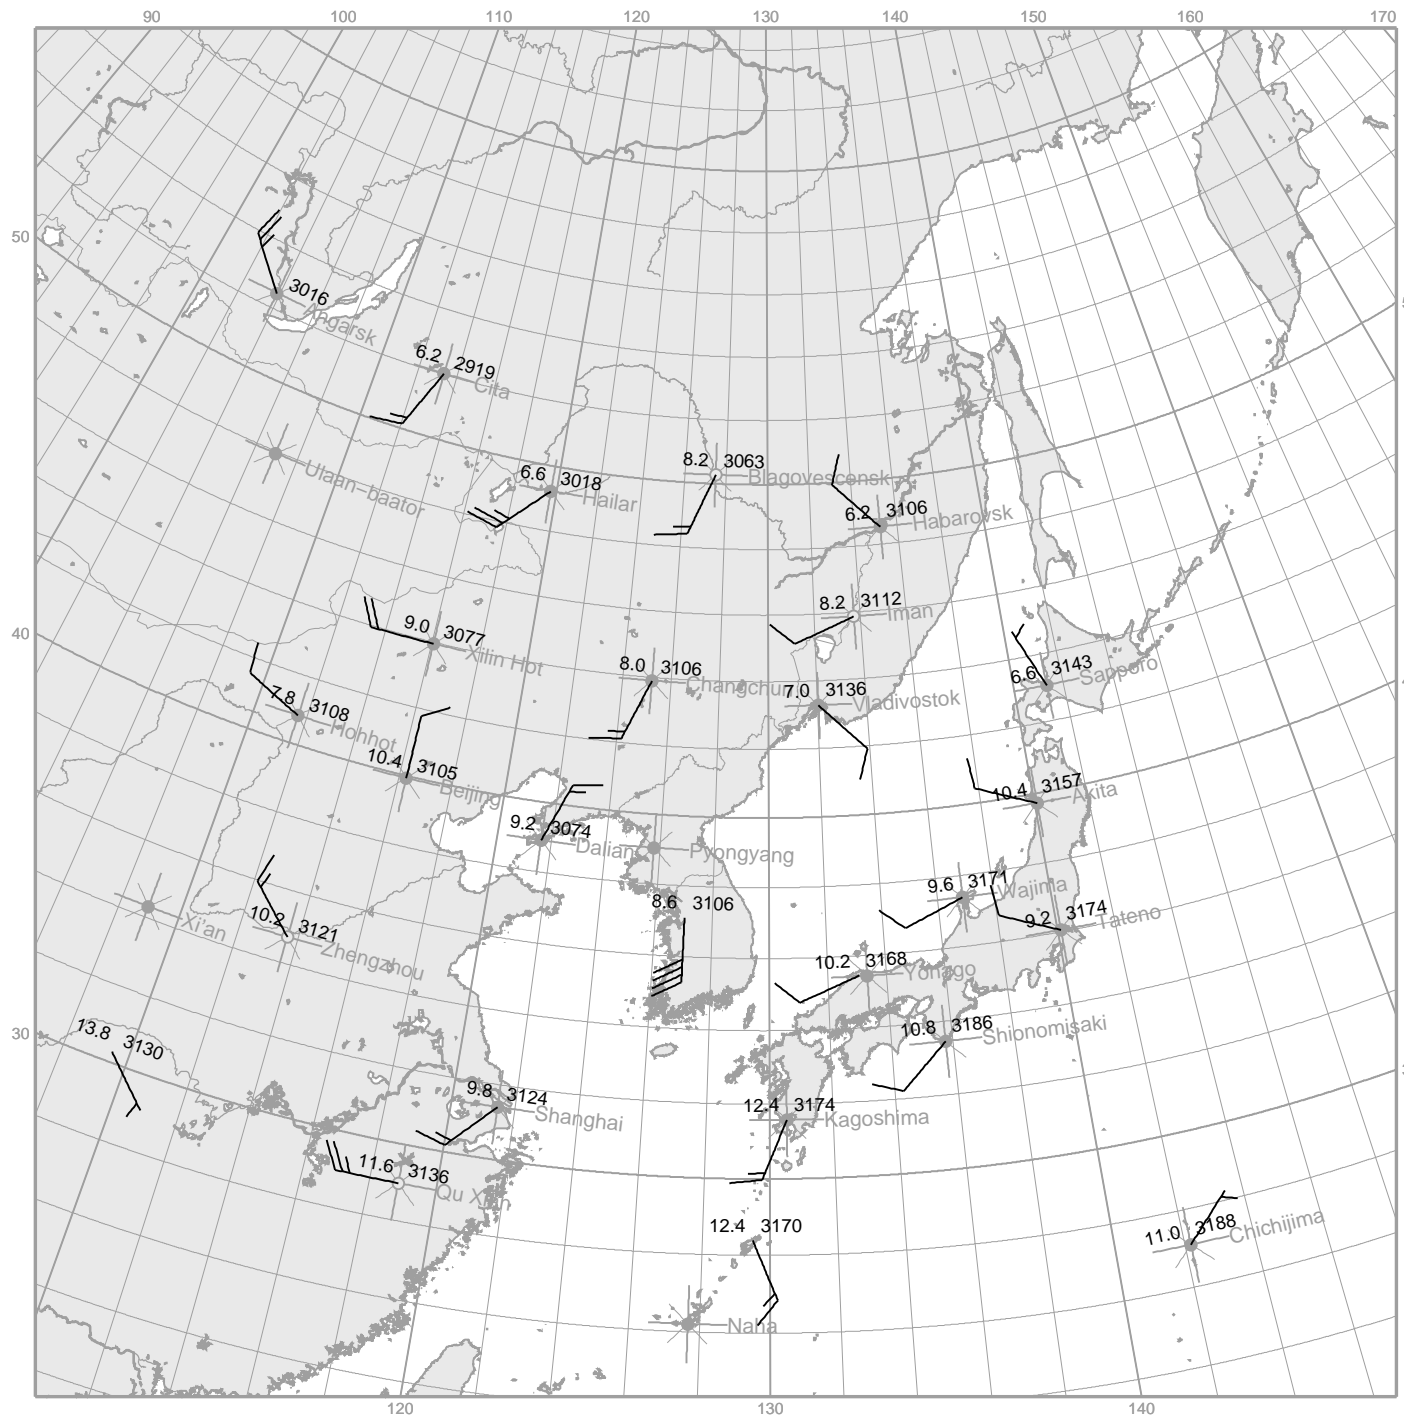 90 100 110 120 130 140 150 160 170
50
3016
Angarsk
6.2 2919
Cita
Ulaan-baator
6.6 3018
Hailar
8.2 3063
Blagovescensk
6.2 3106
Habarovsk
8.2 3112
Iman
40
9.0 3077
Xilin Hot
8.0 3106
Changchun
7.0 3136
Vladivostok
6.6 3143
Sapporo
7.8 3108
Hohhot
10.4 3105
Beijing
10.4 3157
Akita
9.2 3074
Dalian
Pyongyang
8.6 3106
9.6 3171
Wajima
9.2 3174
Tateno
Xi'an
10.2 3121
Zhengzhou
10.2 3168
Yonago
10.8 3186
Shionomisaki
30
13.8 3130
9.8 3124
Shanghai
12.4 3174
Kagoshima
11.6 3136
Qu Xian
12.4 3170
11.0 3188
Chichijima
Naha
120 130 140